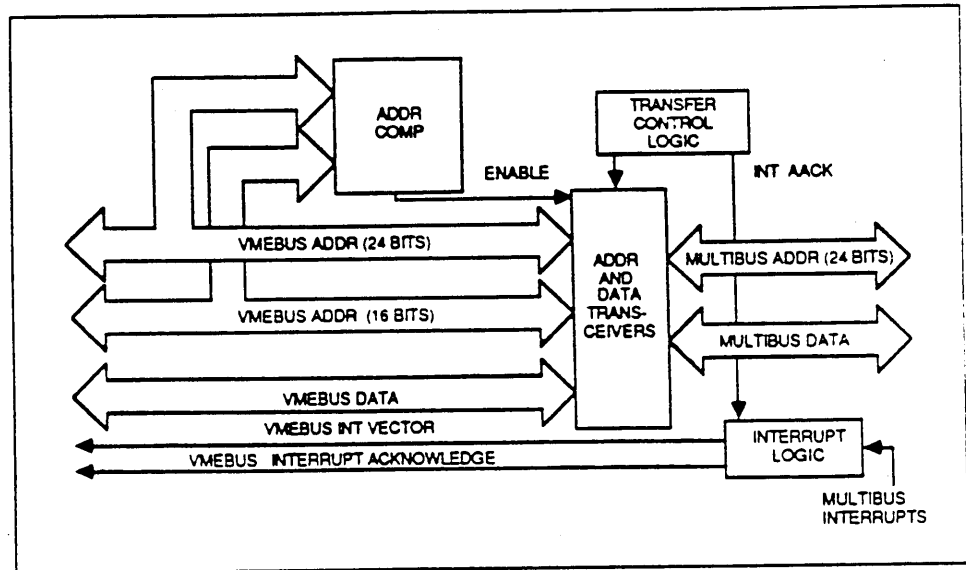 ADDR
COMP
TRANSFER
CONTROL
LOGIC
ENABLE
INT AACK
VMEBUS ADDR (24 BITS)
ADDR
AND
DATA
TRANS-
CEIVERS
MULTIBUS ADDR (24 BITS)
VMEBUS ADDR (16 BITS)
MULTIBUS DATA
VMEBUS DATA
VMEBUS INT VECTOR
VMEBUS INTERRUPT ACKNOWLEDGE
INTERRUPT
LOGIC
MULTIBUS
INTERRUPTS